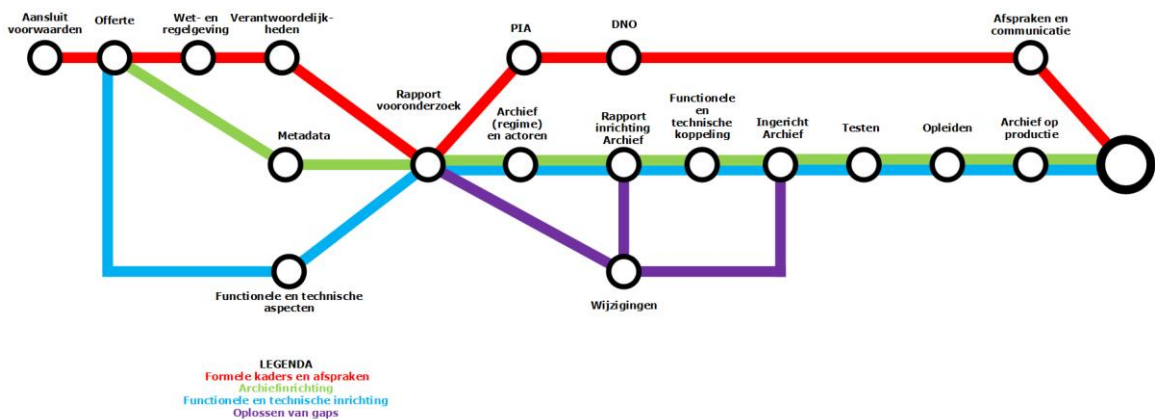 Aansluit
voorwaarden
Offerte
Wet- en
regelgeving
Verantwoordelijk-
heden
PIA
DNO
Afspraken en
communicatie
Rapport
vooronderzoek
Metadata
Archief
(regime)
en actoren
Rapport
inrichting
Archief
Functionele
en
technische
koppeling
Ingericht
Archief
Testen
Opleiden
Archief op
productie
Functionele en technische
aspecten
Wijzigingen
LEGENDA
Formele kaders en afspraken
Archiefinrichting
Functionele en technische inrichting
Oplossen van gaps